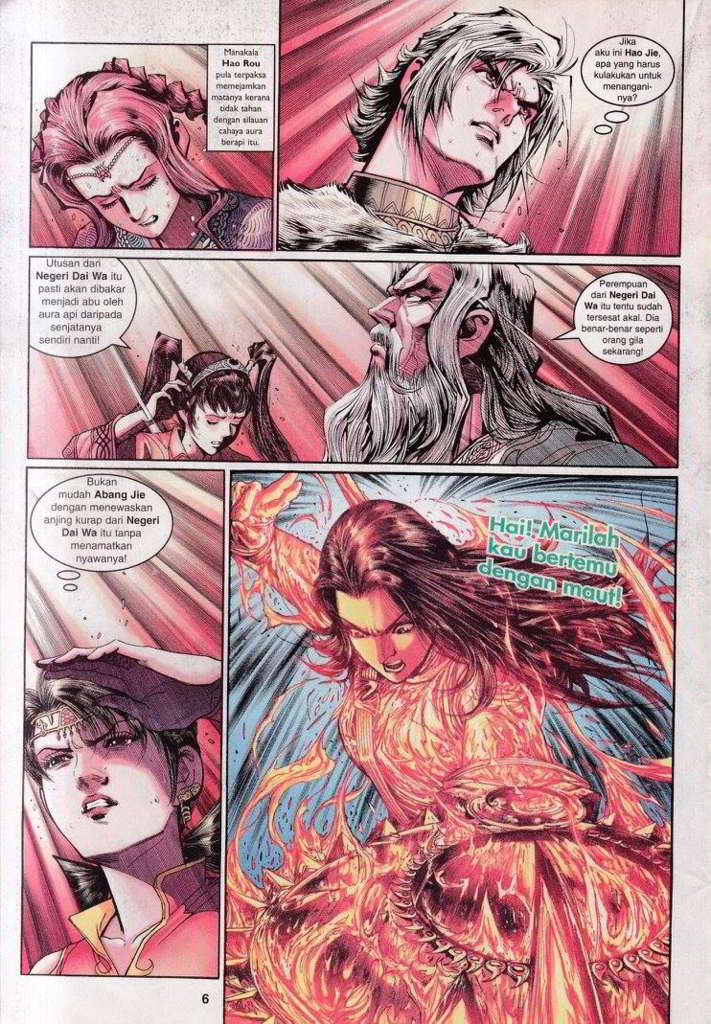 Manakala
Hao Rou
pula terpaksa
memejamkan
matanya kerana
tidak tahan
dengan silauan
cahaya aura
berapi itu.
Jika
aku ini Hao Jie,
apa yang harus
kulakukan untuk
menangani-
nya?
Utusan dari
Negeri Dai Wa itu
pasti akan dibakar
menjadi abu oleh
aura api daripada
senjatanya
sendiri nanti!
Perempuan
dari Negeri Dai
Wa itu tentu sudah
tersesat akal. Dia
benar-benar seperti
orang gila
sekarang!
Bukan
mudah Abang Jie
dengan menewaskan
anjing kurap dari Negeri
Dai Wa itu tanpa
menamatkan
nyawanya!
Hai! Marilah
kau bertemu
dengan maut!
6